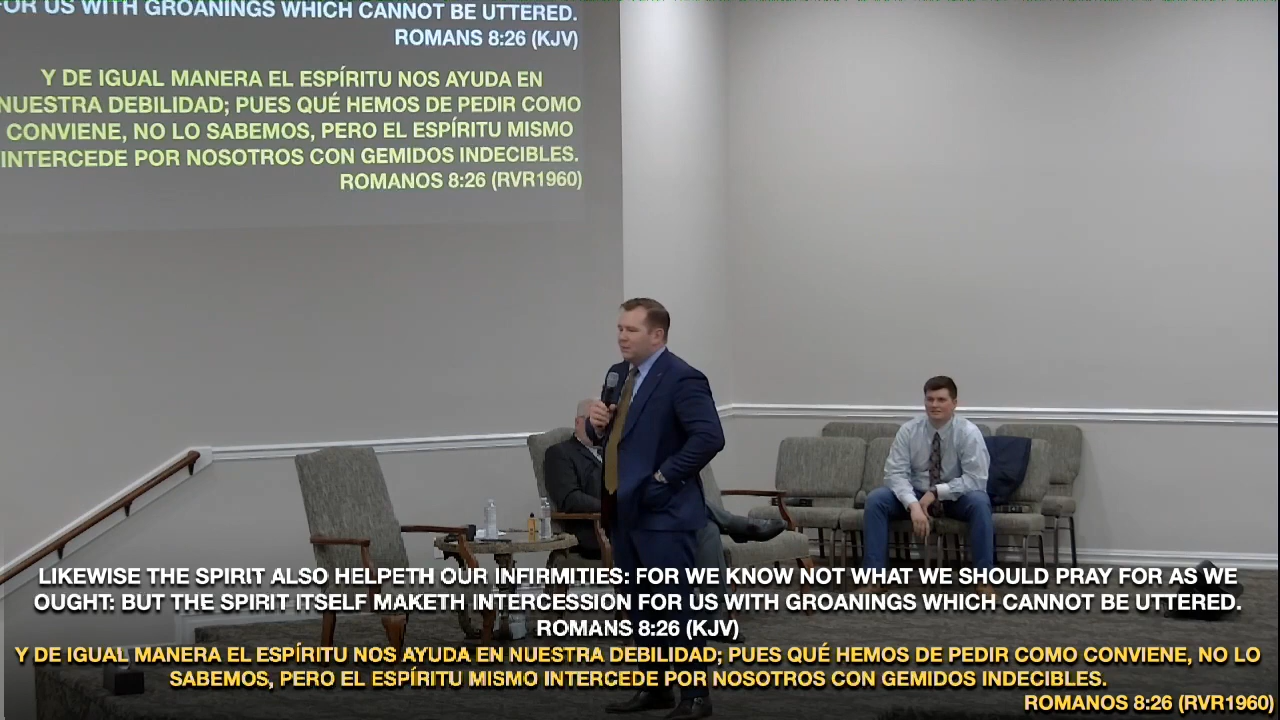 FOR US WITH GROANINGS WHICH CANNOT BE UTTERED.
ROMANS 8:26 (KJV)
Y DE IGUAL MANERA EL ESPÍRITU NOS AYUDA EN
NUESTRA DEBILIDAD; PUES QUÉ HEMOS DE PEDIR COMO
CONVIENE, NO LO SABEMOS, PERO EL ESPÍRITU MISMO
INTERCEDE POR NOSOTROS CON GEMIDOS INDECIBLES.
ROMANOS 8:26 (RVR1960)
LIKEWISE THE SPIRIT ALSO HELPETH OUR INFIRMITIES: FOR WE KNOW NOT WHAT WE SHOULD PRAY FOR AS WE
OUGHT: BUT THE SPIRIT ITSELF MAKETH INTERCESSION FOR US WITH GROANINGS WHICH CANNOT BE UTTERED.
ROMANS 8:26 (KJV)
Y DE IGUAL MANERA EL ESPÍRITU NOS AYUDA EN NUESTRA DEBILIDAD; PUES QUÉ HEMOS DE PEDIR COMO CONVIENE, NO LO
SABEMOS, PERO EL ESPÍRITU MISMO INTERCEDE POR NOSOTROS CON GEMIDOS INDECIBLES.
ROMANOS 8:26 (RVR1960)